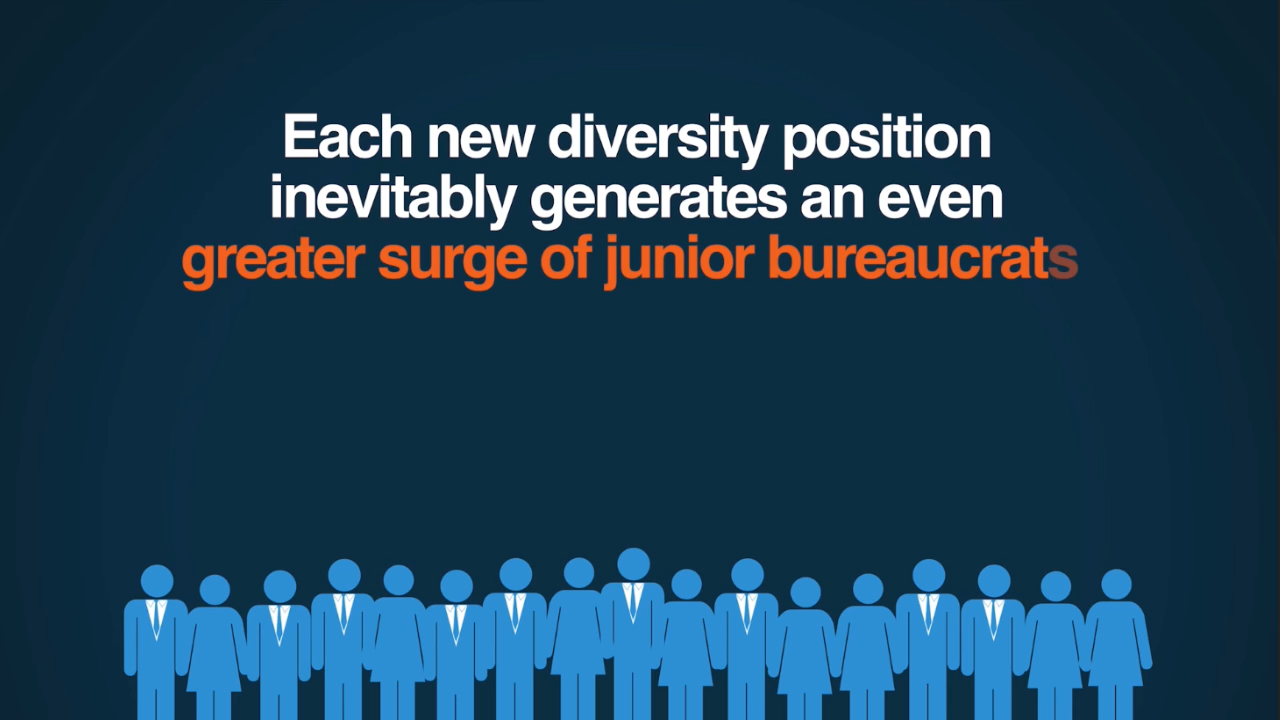 Each new diversity position
inevitably generates an even
greater surge of junior bureaucrats